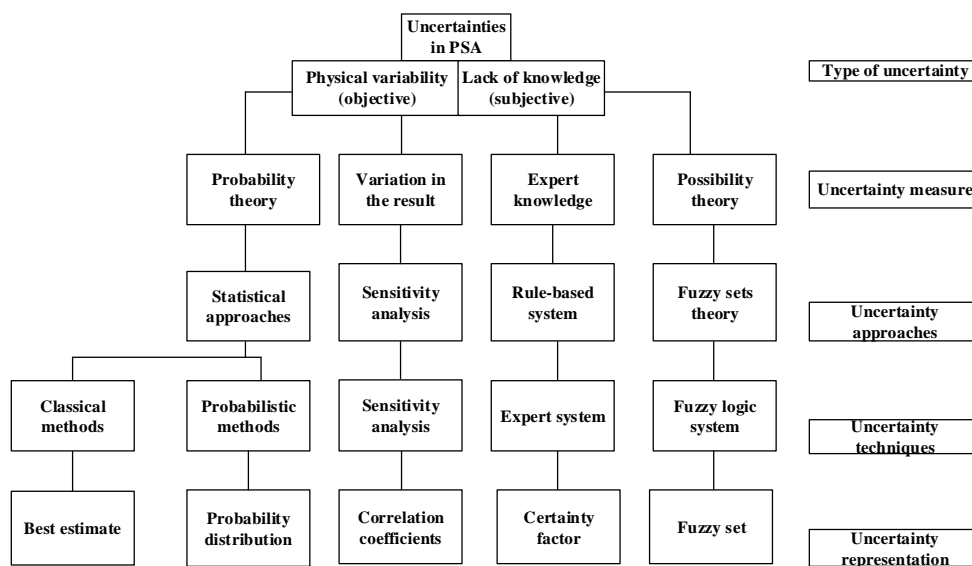 Uncertainties
in PSA
Physical variability
(objective)
Lack of knowledge
(subjective)
Type of uncertainty
Probability
theory
Variation in
the result
Expert
knowledge
Possibility
theory
Uncertainty measure
Statistical
approaches
Sensitivity
analysis
Rule-based
system
Fuzzy sets
theory
Uncertainty
approaches
Classical
methods
Probabilistic
methods
Sensitivity
analysis
Expert system
Fuzzy logic
system
Uncertainty
techniques
Best estimate
Probability
distribution
Correlation
coefficients
Certainty
factor
Fuzzy set
Uncertainty
representation